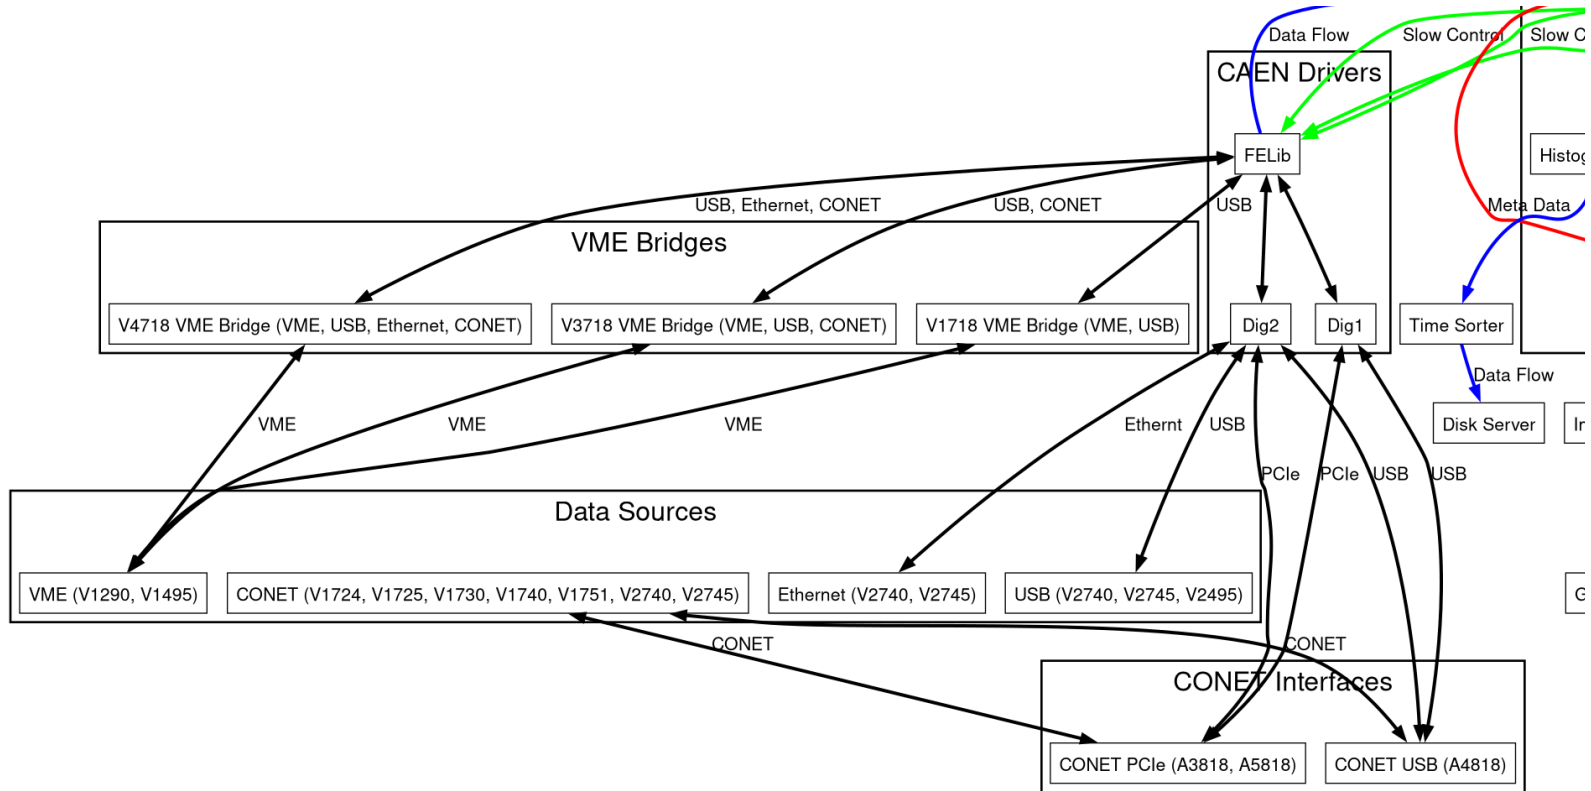 Data Flow
Slow Control
Slow C
CAEN Drivers
FELib
Histog
USB, Ethernet, CONET
USB, CONET
USB
Meta Data
VME Bridges
V4718 VME Bridge (VME, USB, Ethernet, CONET)
V3718 VME Bridge (VME, USB, CONET)
V1718 VME Bridge (VME, USB)
Dig2
Dig1
Time Sorter
Data Flow
VME
VME
VME
Ethernt
USB
Disk Server
In
PCIe
PCIe
USB
USB
Data Sources
VME (V1290, V1495)
CONET (V1724, V1725, V1730, V1740, V1751, V2740, V2745)
Ethernet (V2740, V2745)
USB (V2740, V2745, V2495)
G
CONET
CONET
CONET Interfaces
CONET PCIe (A3818, A5818)
CONET USB (A4818)